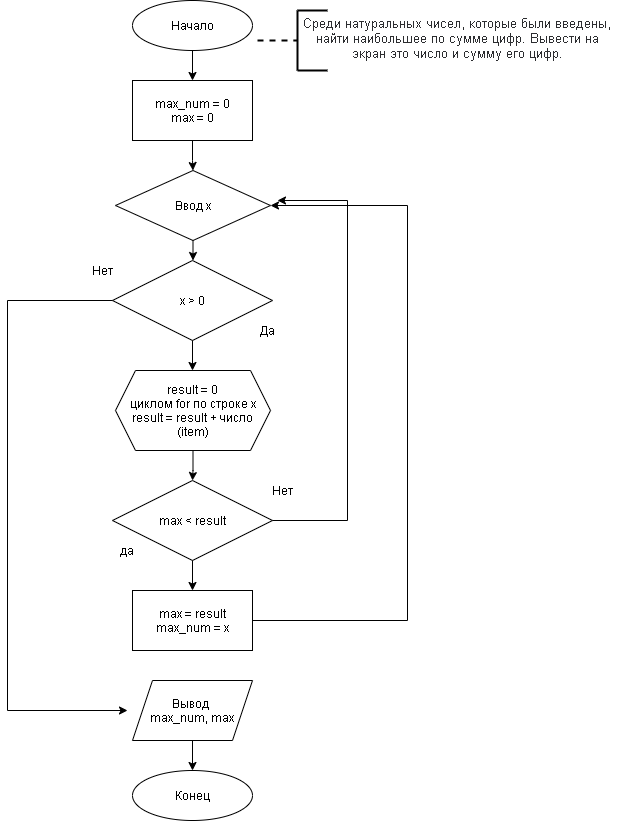 Начало
Среди натуральных чисел, которые были введены,
найти наибольшее по сумме цифр. Вывести на
экран это число и сумму его цифр.
max_num = 0
max = 0
Ввод x
Нет
x > 0
Да
result = 0
циклом for по строке x
result = result + число
(item)
Нет
max < result
да
max = result
max_num = x
Вывод
max_num, max
Конец